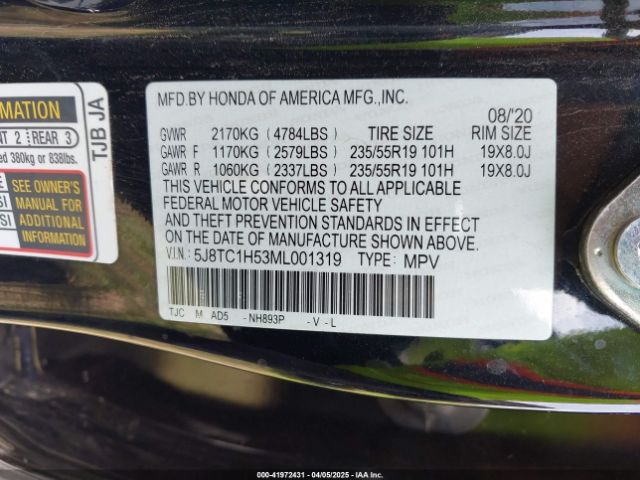 MATION
NT 2 REAR 3
ed 380kg or 838lbs.
SEE OWNER'S
MANUAL FOR
ADDITIONAL
INFORMATION
TJB JA
MFD.BY HONDA OF AMERICA MFG.,INC.
08/'20
GVWR 2170KG (4784LBS) TIRE SIZE RIM SIZE
GAWR F 1170KG (2579LBS) 235/55R19 101H 19X8.0J
GAWR R 1060KG (2337LBS) 235/55R19 101H 19X8.0J
THIS VEHICLE CONFORMS TO ALL APPLICABLE
FEDERAL MOTOR VEHICLE SAFETY
AND THEFT PREVENTION STANDARDS IN EFFECT
ON THE DATE OF MANUFACTURE SHOWN ABOVE.
V.I.N: 5J8TC1H53ML001319 TYPE: MPV
TJC M AD5 -NH893P -V-L
000-41972431 - 04/05/2025 - IAA Inc.